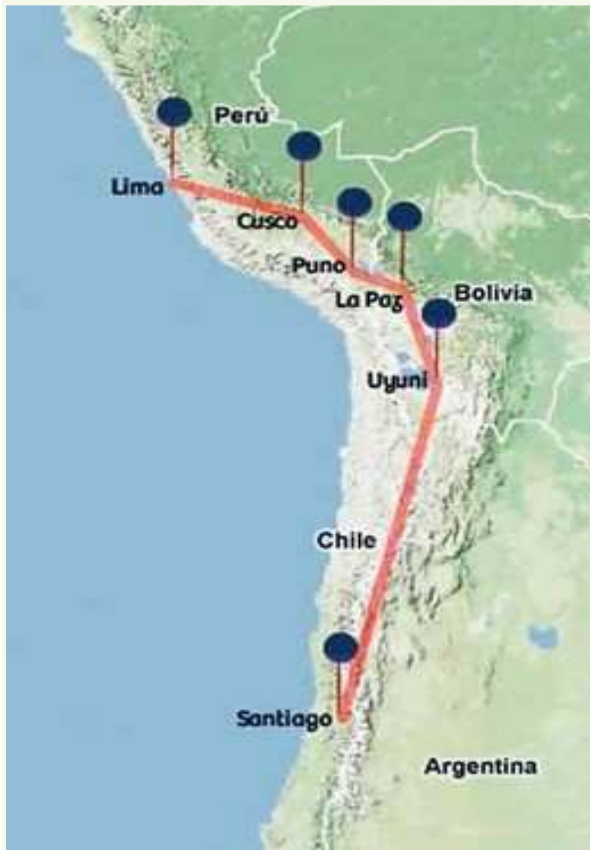 Perú
Lima
Cusco
Puno
La Paz
Bolivia
Uyuni
Chile
Santiago
Argentina